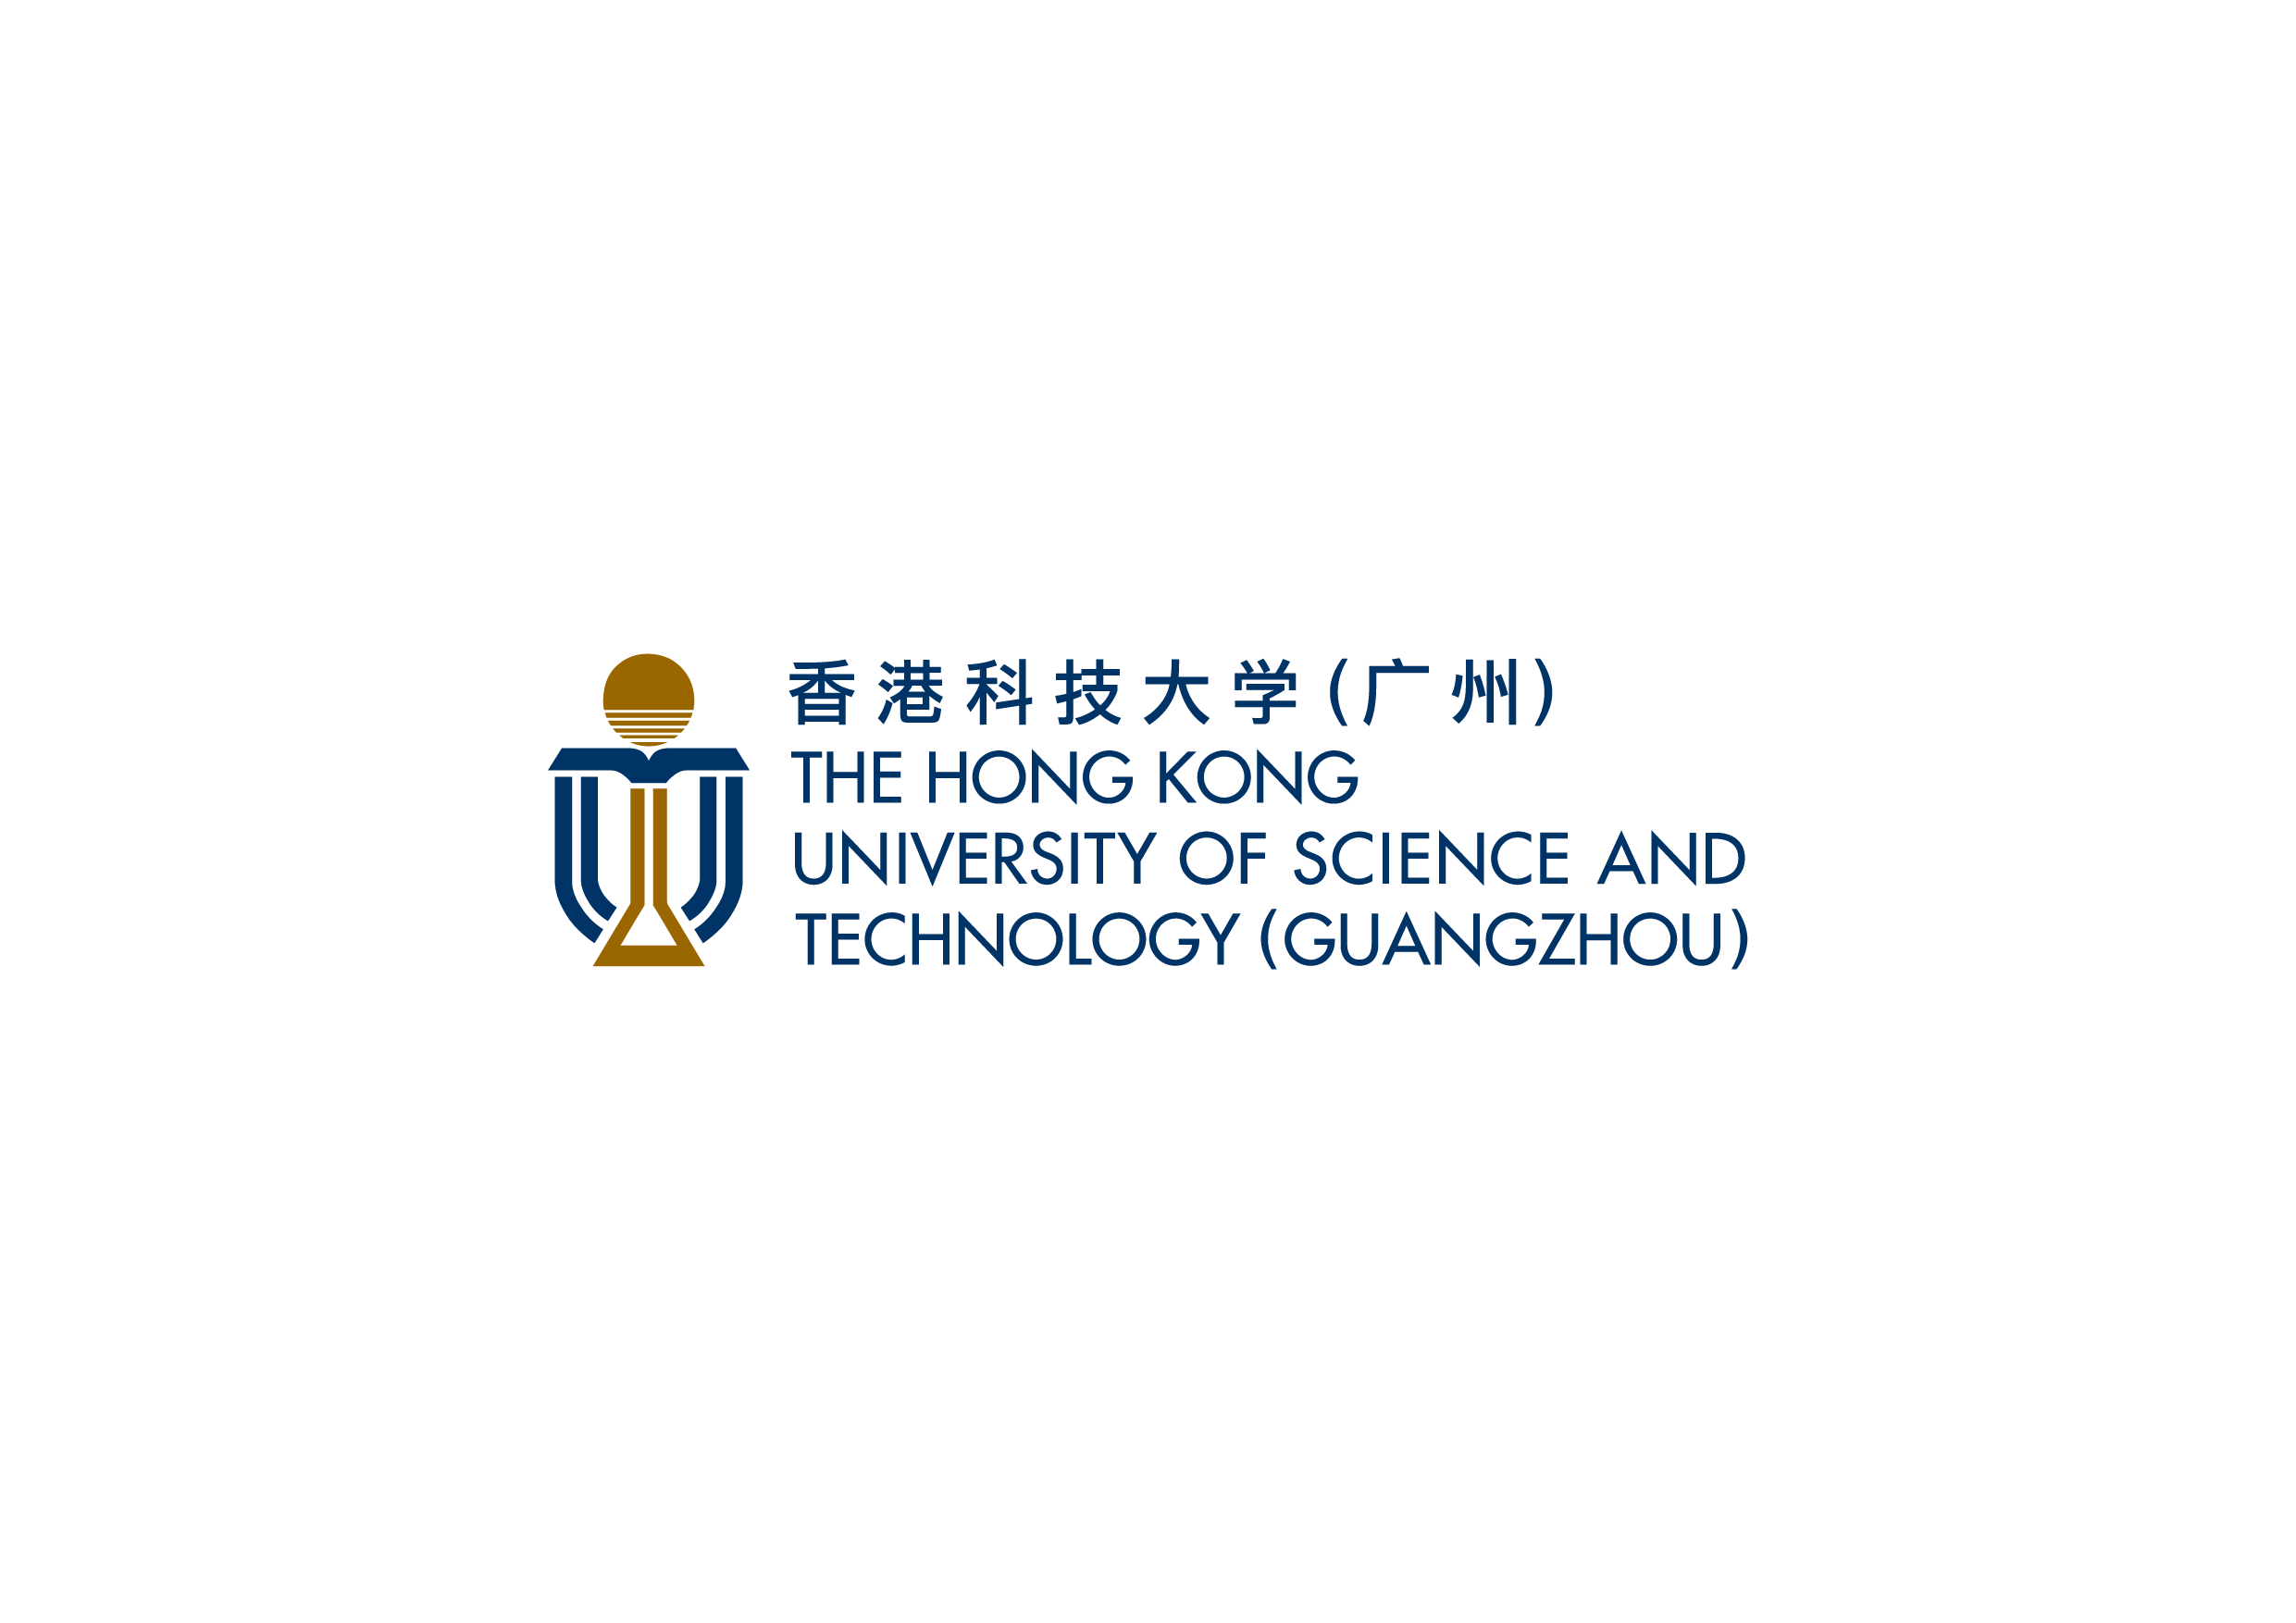 香港科技大学(广州)
THE HONG KONG
UNIVERSITY OF SCIENCE AND
TECHNOLOGY (GUANGZHOU)